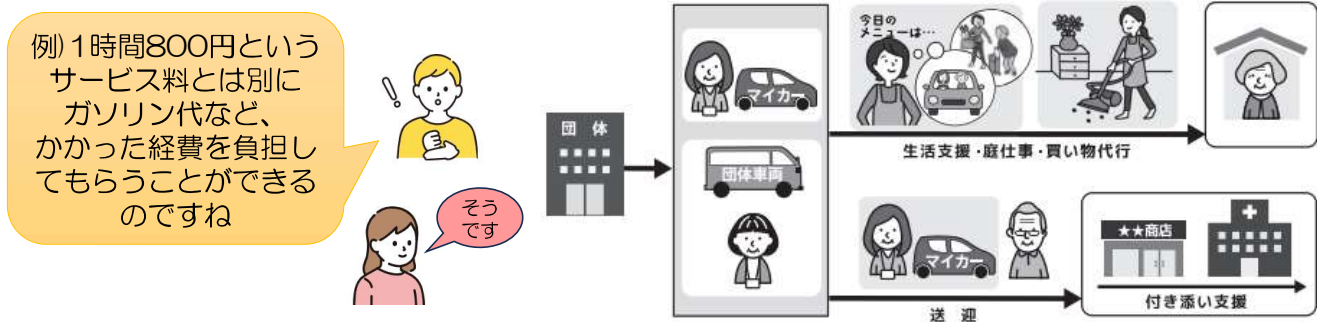 例)1時間800円という
サービス料とは別に
ガソリン代など、
かかった経費を負担し
てもらうことができる
のですね
そう
です
団 体
マイカー
団体車両
今日の
メニューは…
生活支援・庭仕事・買い物代行
マイカー
送 迎
★★商店
付き添い支援